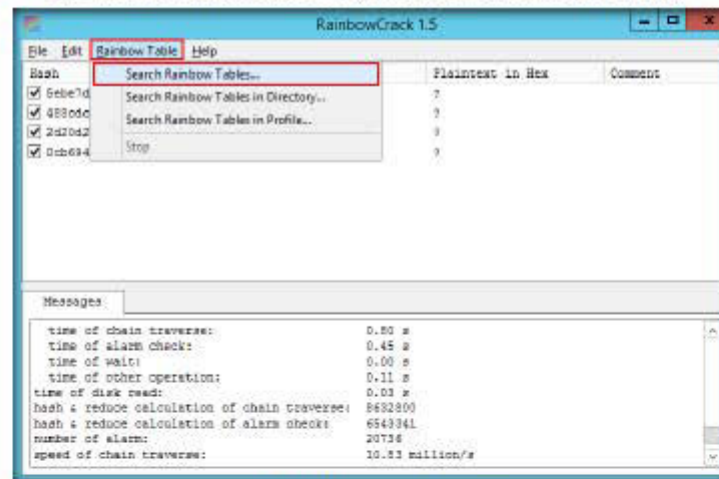 RainbowCrack 1.5
File Edit Rainbow Table Help
Hash Plaintext in Hex Comment
Search Rainbow Tables...
Search Rainbow Tables in Directory...
Search Rainbow Tables in Profile...
Stop
?
?
?
?
Messages
time of chain traverse: 0.80 s
time of alarm check: 0.45 s
time of wait: 0.00 s
time of other operation: 0.11 s
time of disk read: 0.03 s
hash & reduce calculation of chain traverse: 8632800
hash & reduce calculation of alarm check: 6543341
number of alarm: 20736
speed of chain traverse: 10.83 million/s